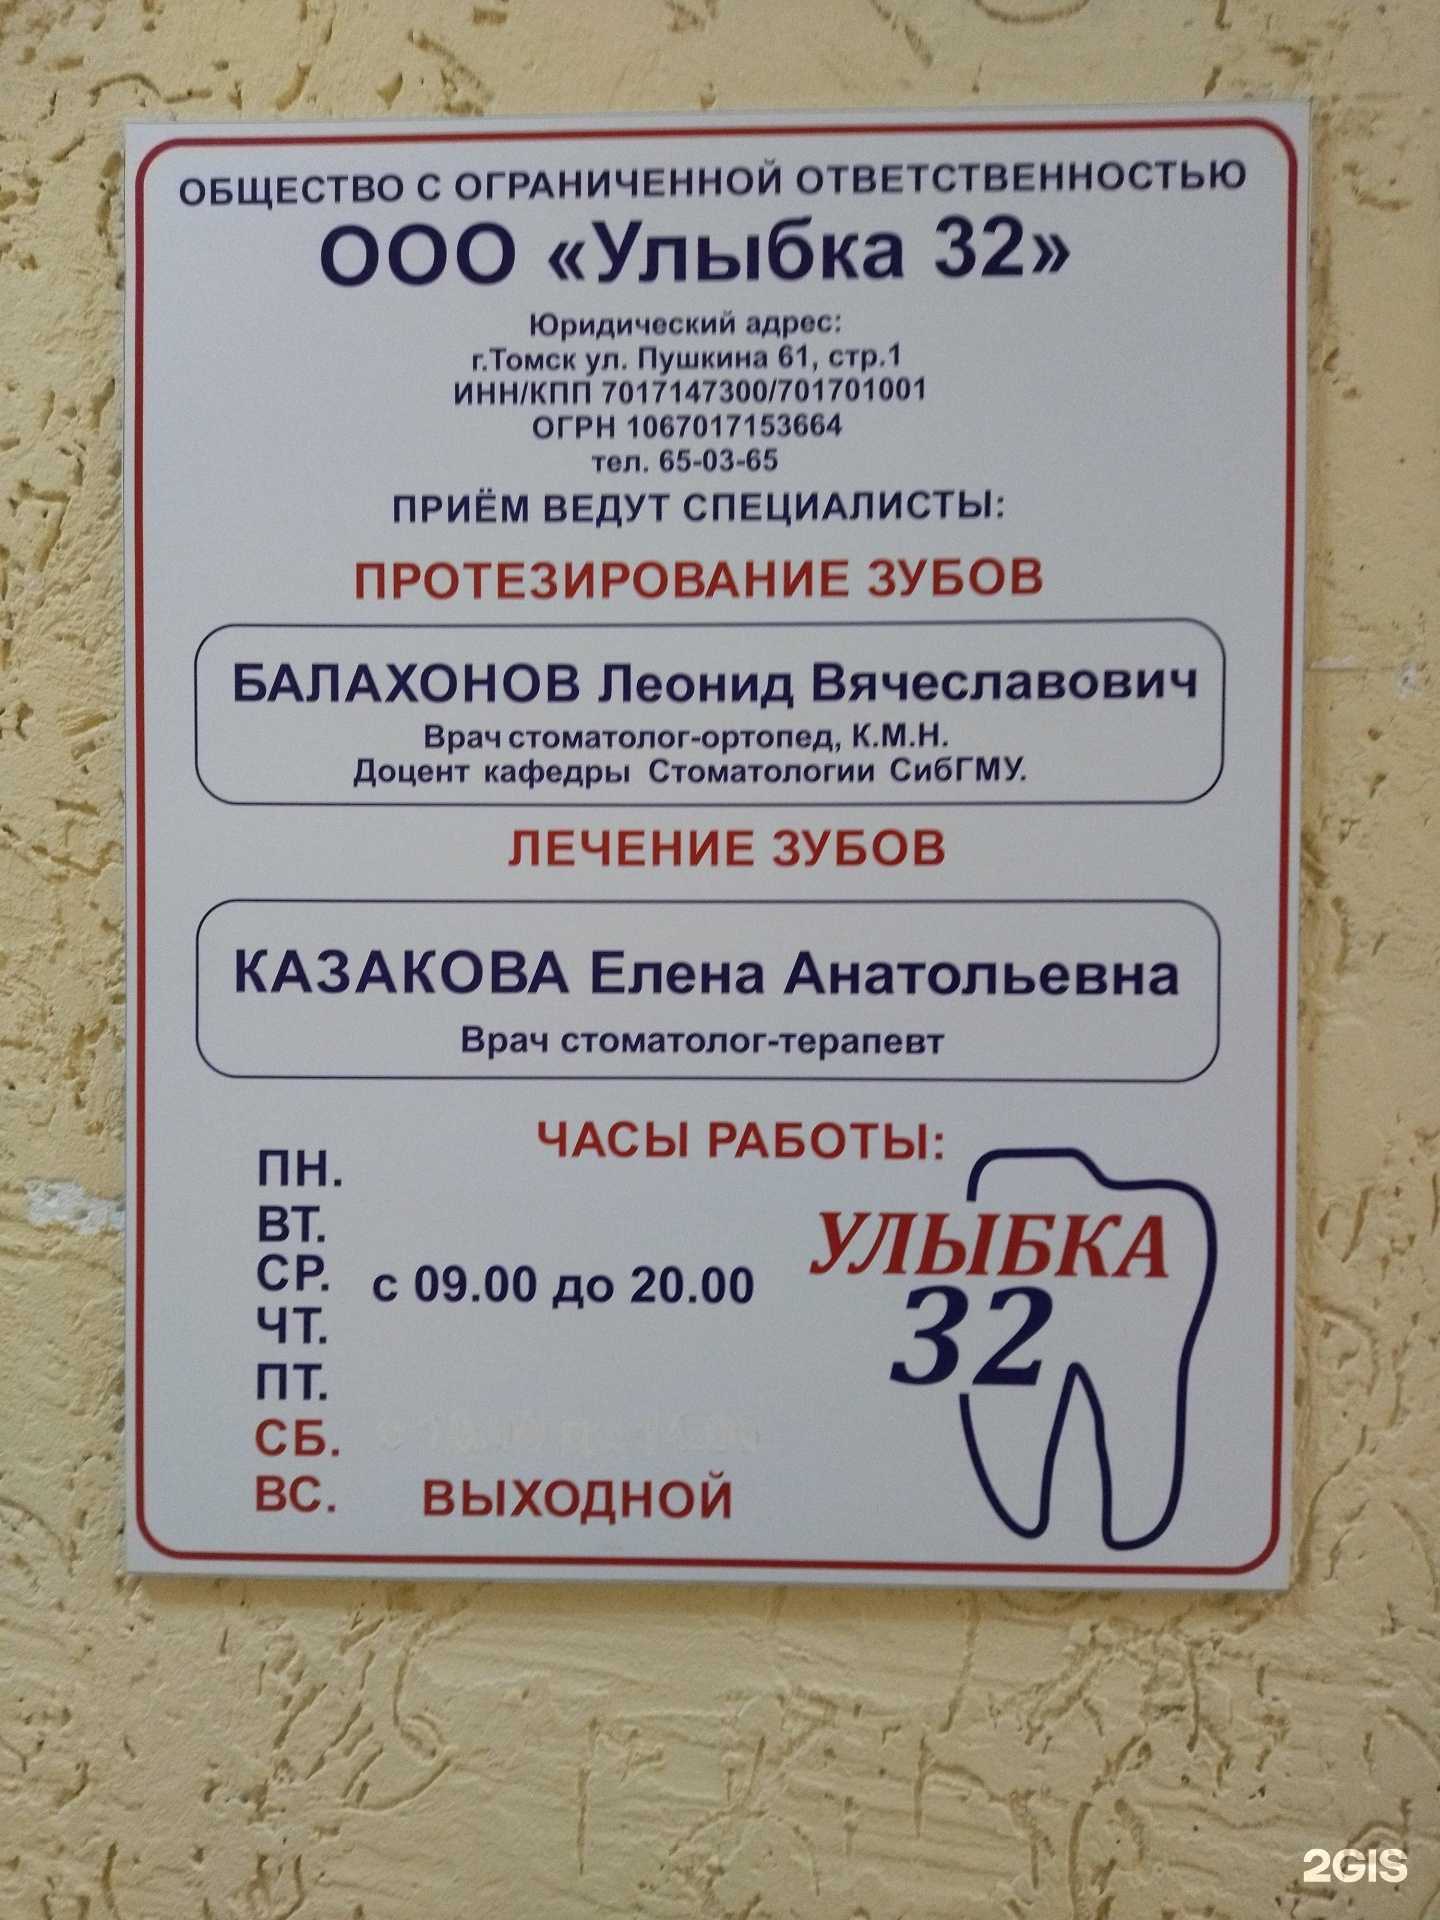 ОБЩЕСТВО С ОГРАНИЧЕННОЙ ОТВЕТСТВЕННОСТЬЮ
ООО «Улыбка 32»
Юридический адрес:
г.Томск ул. Пушкина 61, стр.1
ИНН/КПП 7017147300/701701001
ОГРН 1067017153664
тел. 65-03-65
ПРИЁМ ВЕДУТ СПЕЦИАЛИСТЫ:
ПРОТЕЗИРОВАНИЕ ЗУБОВ
БАЛАХОНОВ Леонид Вячеславович
Врач стоматолог-ортопед, К.М.Н.
Доцент кафедры Стоматологии СибГМУ.
ЛЕЧЕНИЕ ЗУБОВ
КАЗАКОВА Елена Анатольевна
Врач стоматолог-терапевт
ЧАСЫ РАБОТЫ:
ПН.
ВТ.
СР. с 09.00 до 20.00
ЧТ.
ПТ.
СБ.
ВС. ВЫХОДНОЙ
УЛЫБКА
32
2GIS